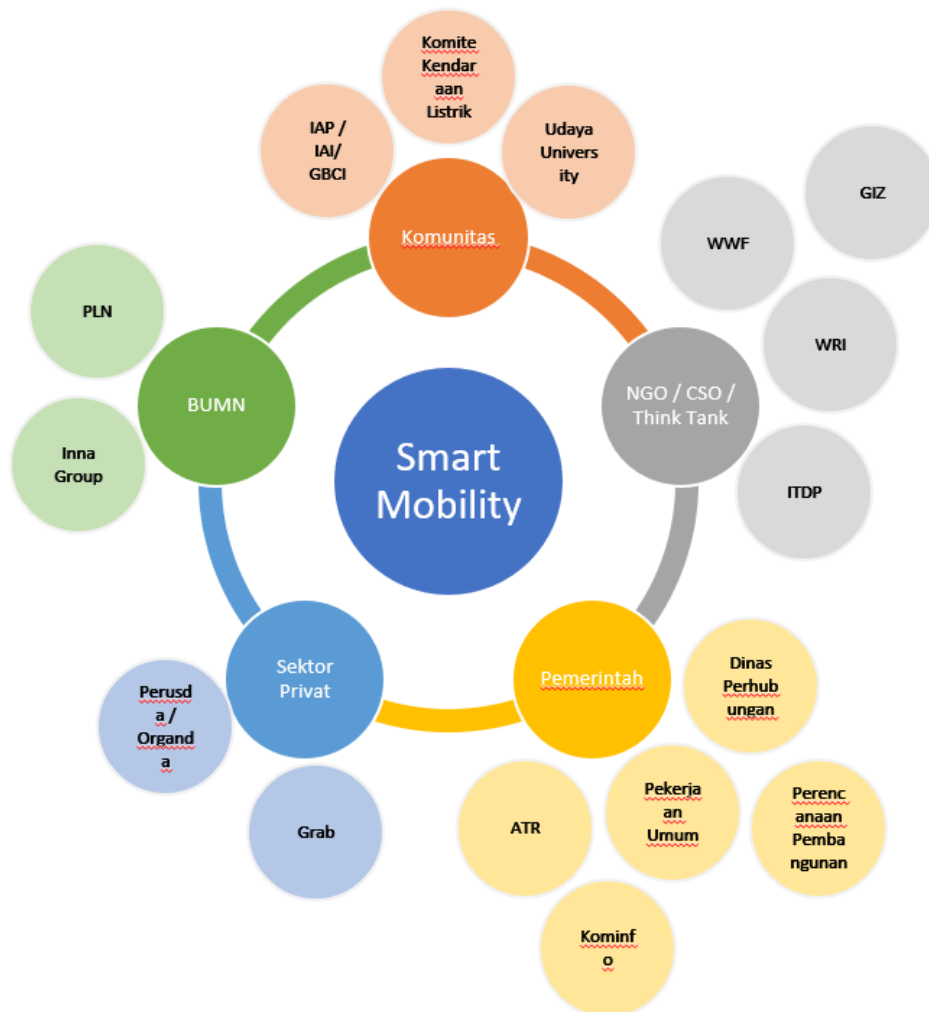 Komite
Kendar
aan
Listrik
IAP /
IAI/
GBCI
Udaya
Univers
ity
Komunitas
GIZ
WWF
WRI
PLN
BUMN
NGO / CSO /
Think Tank
Inna
Group
ITDP
Smart
Mobility
Sektor
Privat
Pemerintah
Dinas
Perhub
ungan
Perusd
a /
Organd
a
Grab
ATR
Pekerja
an
Umum
Perenc
anaan
Pemba
ngunan
Kominf
o